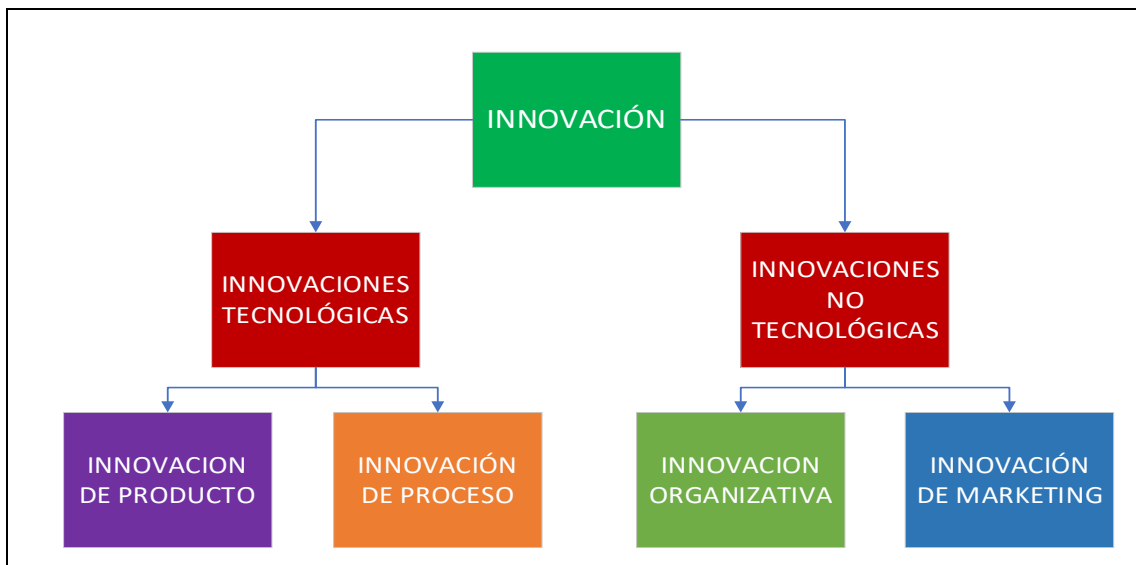 INNOVACIÓN
INNOVACIONES
TECNOLÓGICAS
INNOVACIONES
NO
TECNOLÓGICAS
INNOVACION
DE PRODUCTO
INNOVACIÓN
DE PROCESO
INNOVACION
ORGANIZATIVA
INNOVACIÓN
DE MARKETING